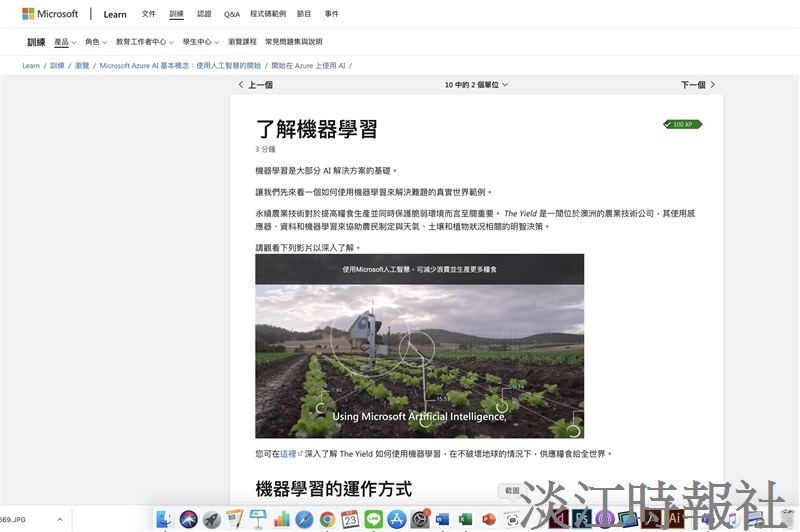 Microsoft | Learn 文件 訓練 認證 Q&A 程式碼範例 節目 事件
訓練 產品 角色 教育工作者中心 學生中心 瀏覽課程 常見問題集與說明
Learn / 訓練 / 瀏覽 / Microsoft Azure AI 基本概念：使用人工智慧的開始 / 開始在 Azure 上使用 AI /
上一個 10 中的 2 個單位 下一個
了解機器學習
100 XP
3 分鐘
機器學習是大部分 AI 解決方案的基礎。
讓我們先來看一個如何使用機器學習來解決難題的真實世界範例。
永續農業技術對於提高糧食生產並同時保護脆弱環境而言至關重要。 The Yield 是一間位於澳洲的農業技術公司，其使用感
應器、資料和機器學習來協助農民制定與天氣、土壤和植物狀況相關的明智決策。
請觀看下列影片以深入了解。
使用Microsoft人工智慧，可減少浪費並生產更多糧食
Using Microsoft Artificial Intelligence,
您可在這裡深入了解 The Yield 如何使用機器學習，在不破壞地球的情況下，供應糧食給全世界。
機器學習的運作方式
截圖
669.JPG
23
淡江時報社